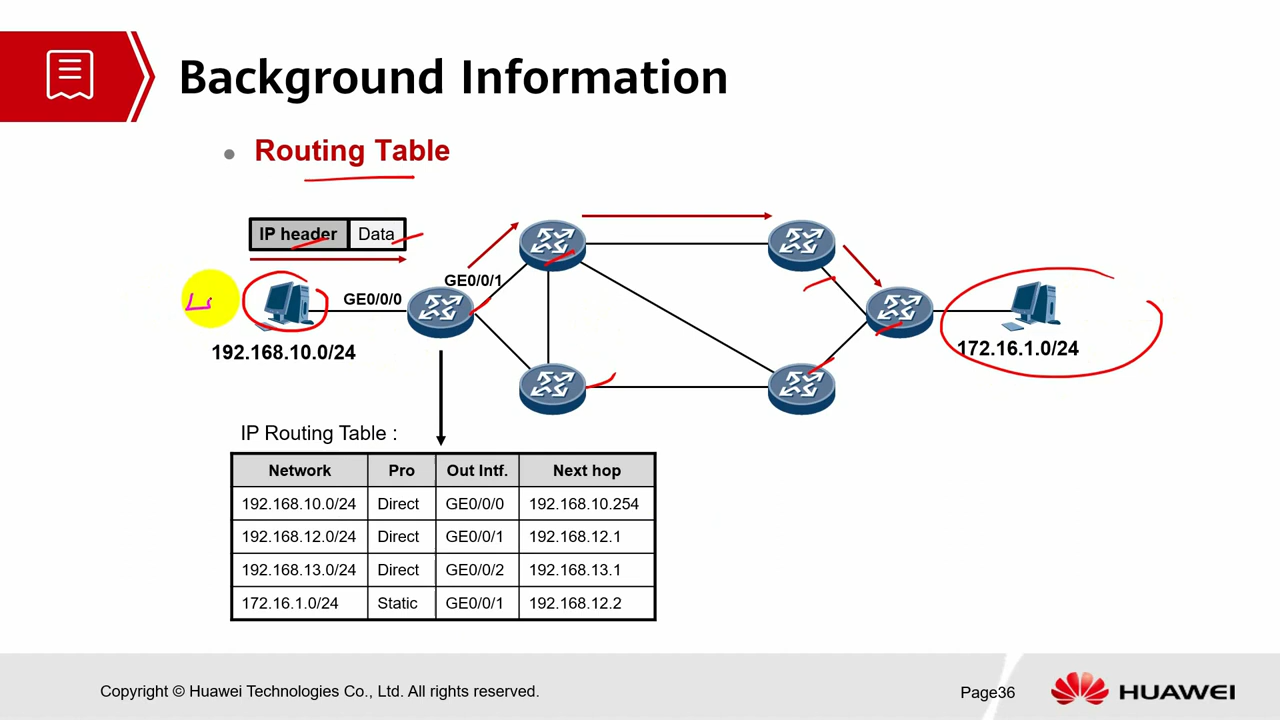 Background Information
• Routing Table
IP header Data
GE0/0/1
GE0/0/0
192.168.10.0/24
172.16.1.0/24
IP Routing Table :
Network Pro Out Intf. Next hop
192.168.10.0/24 Direct GE0/0/0 192.168.10.254
192.168.12.0/24 Direct GE0/0/1 192.168.12.1
192.168.13.0/24 Direct GE0/0/2 192.168.13.1
172.16.1.0/24 Static GE0/0/1 192.168.12.2
Copyright © Huawei Technologies Co., Ltd. All rights reserved.
Page36
HUAWEI